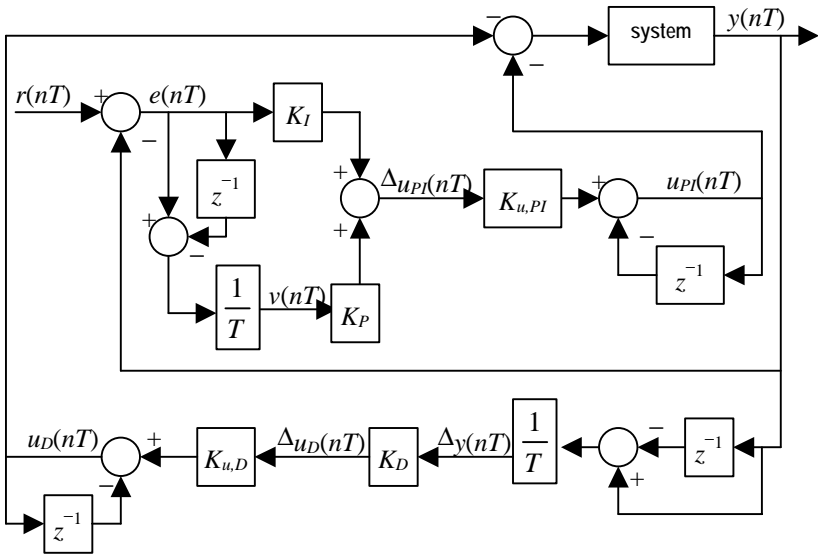 −
system
y(nT)
−
r(nT)
+
e(nT)
K_I
−
z⁻¹
+
Δu_PI(nT)
K_u,PI
+
u_PI(nT)
+
−
+
−
z⁻¹
1/T
v(nT)
K_P
u_D(nT)
+
K_u,D
Δu_D(nT)
K_D
Δy(nT)
1/T
−
z⁻¹
−
+
z⁻¹